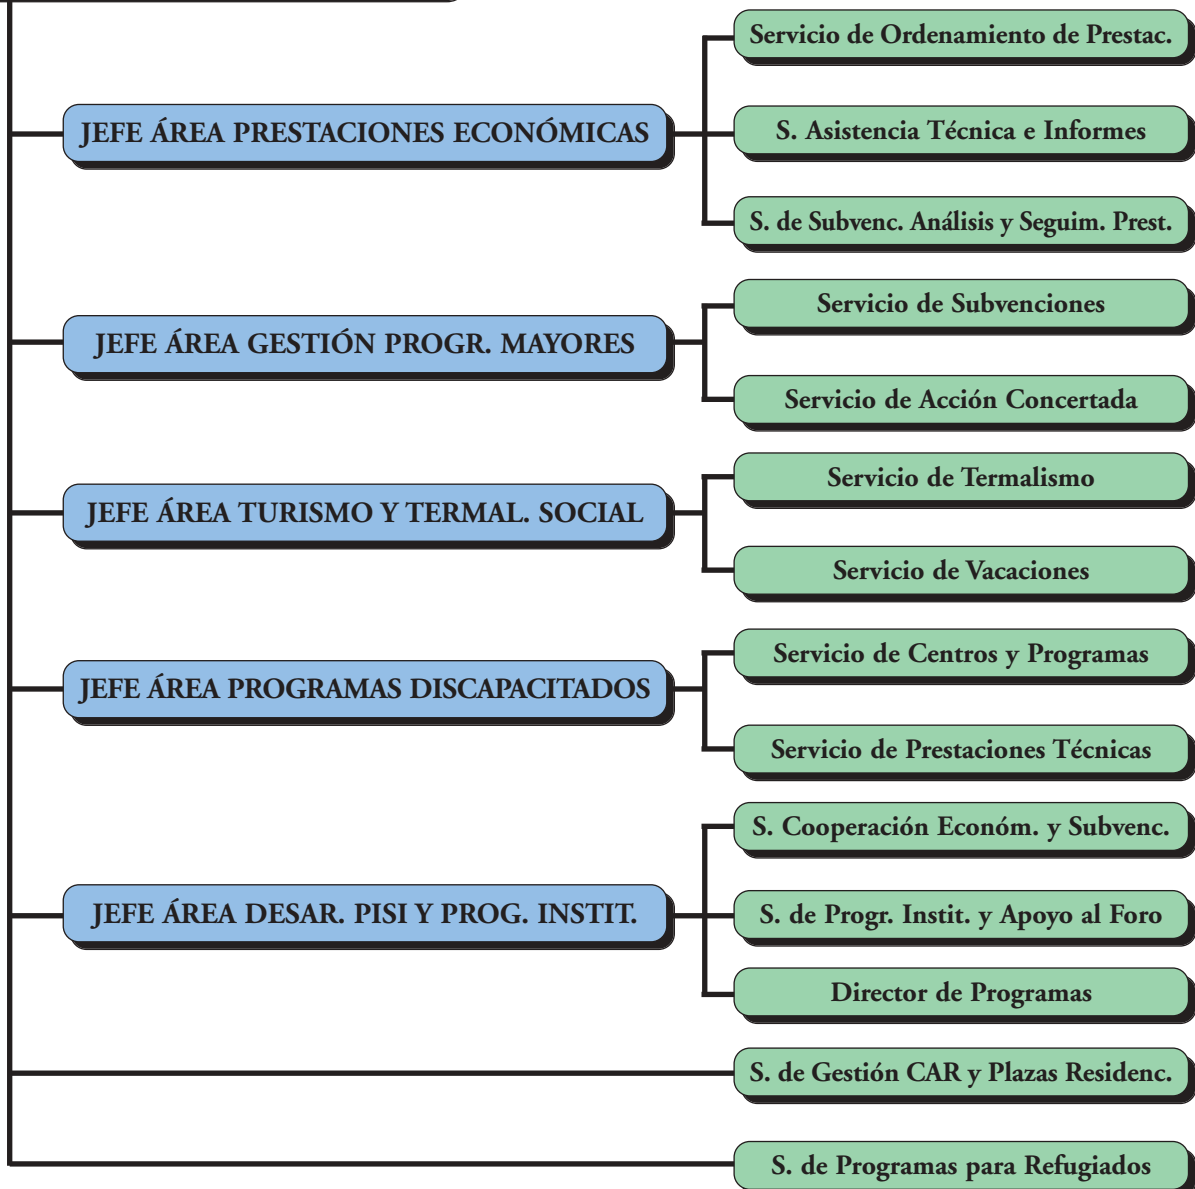 Servicio de Ordenamiento de Prestac.
JEFE ÁREA PRESTACIONES ECONÓMICAS
S. Asistencia Técnica e Informes
S. de Subvenc. Análisis y Seguim. Prest.
Servicio de Subvenciones
JEFE ÁREA GESTIÓN PROGR. MAYORES
Servicio de Acción Concertada
Servicio de Termalismo
JEFE ÁREA TURISMO Y TERMAL. SOCIAL
Servicio de Vacaciones
Servicio de Centros y Programas
JEFE ÁREA PROGRAMAS DISCAPACITADOS
Servicio de Prestaciones Técnicas
S. Cooperación Económ. y Subvenc.
JEFE ÁREA DESAR. PISI Y PROG. INSTIT.
S. de Progr. Instit. y Apoyo al Foro
Director de Programas
S. de Gestión CAR y Plazas Residenc.
S. de Programas para Refugiados